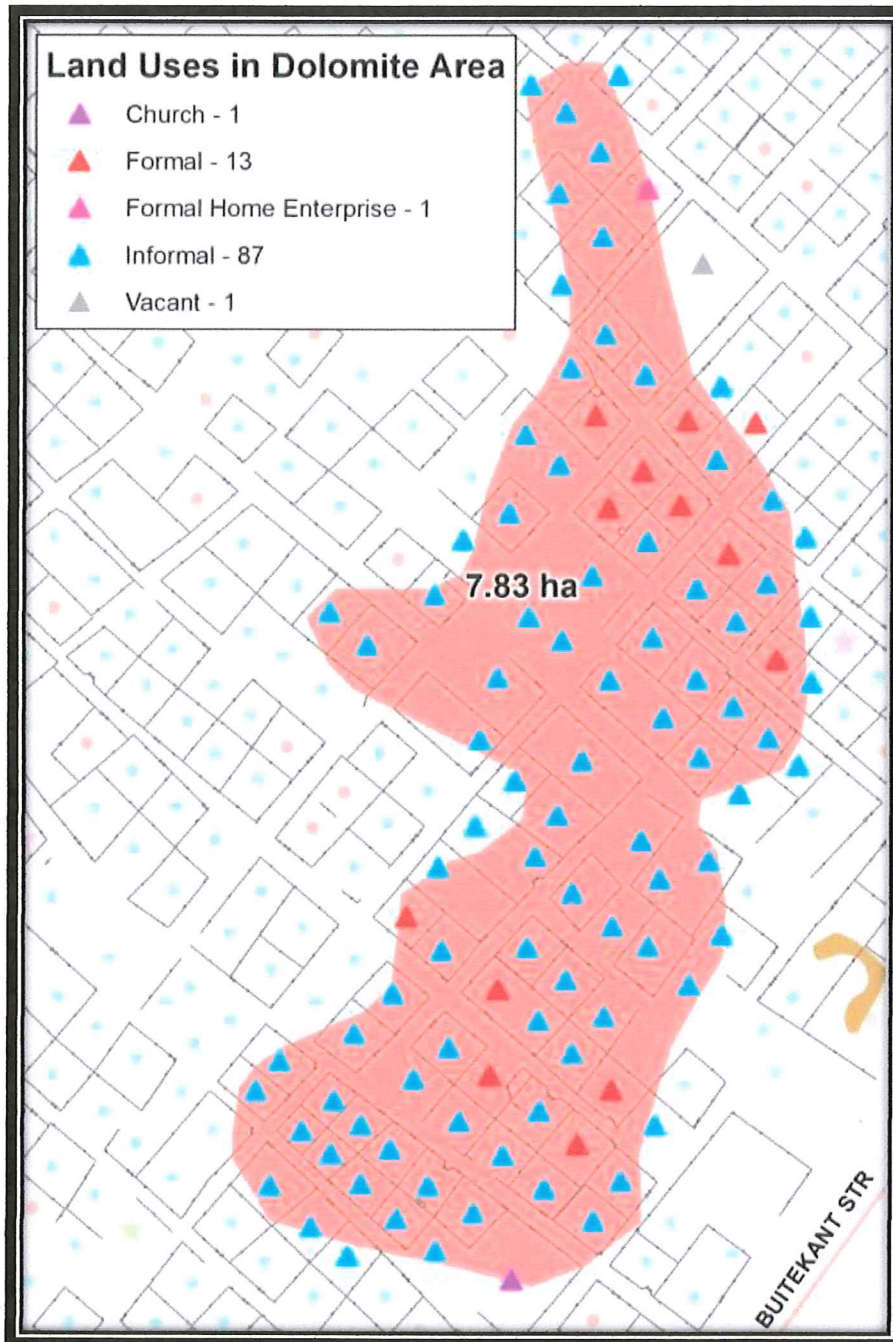 Land Uses in Dolomite Area
Church - 1
Formal - 13
Formal Home Enterprise - 1
Informal - 87
Vacant - 1
7.83 ha
BUITEKANT STR